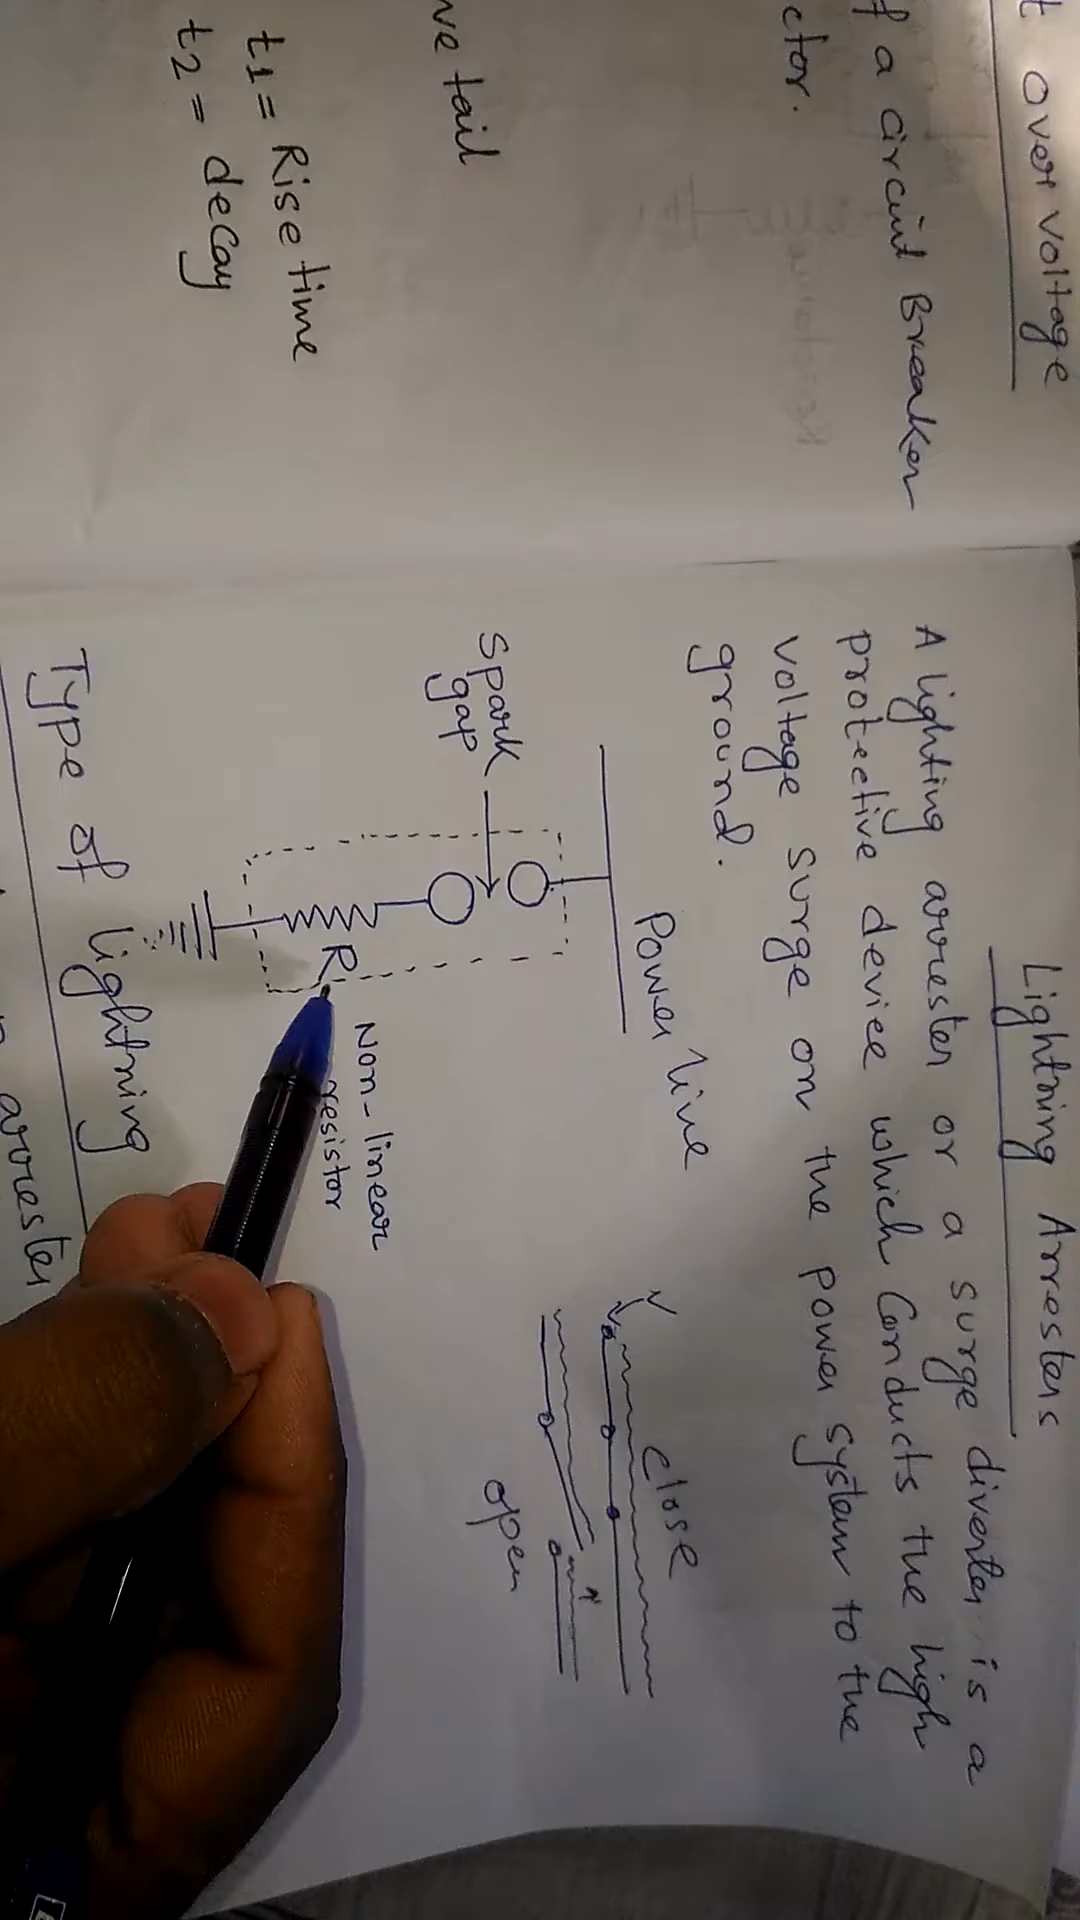 t over voltage
f a circuit Breaker
ctor.
ve tail
t1 = Rise time
t2 = decay
Lightning Arresters
A lighting arrester or a surge diverter is a
protective device which Conducts the high
voltage surge on the power system to the
ground.
Power line
Spark
gap
R
Non-linear
resistor
close
open
Type of lightning
arrester